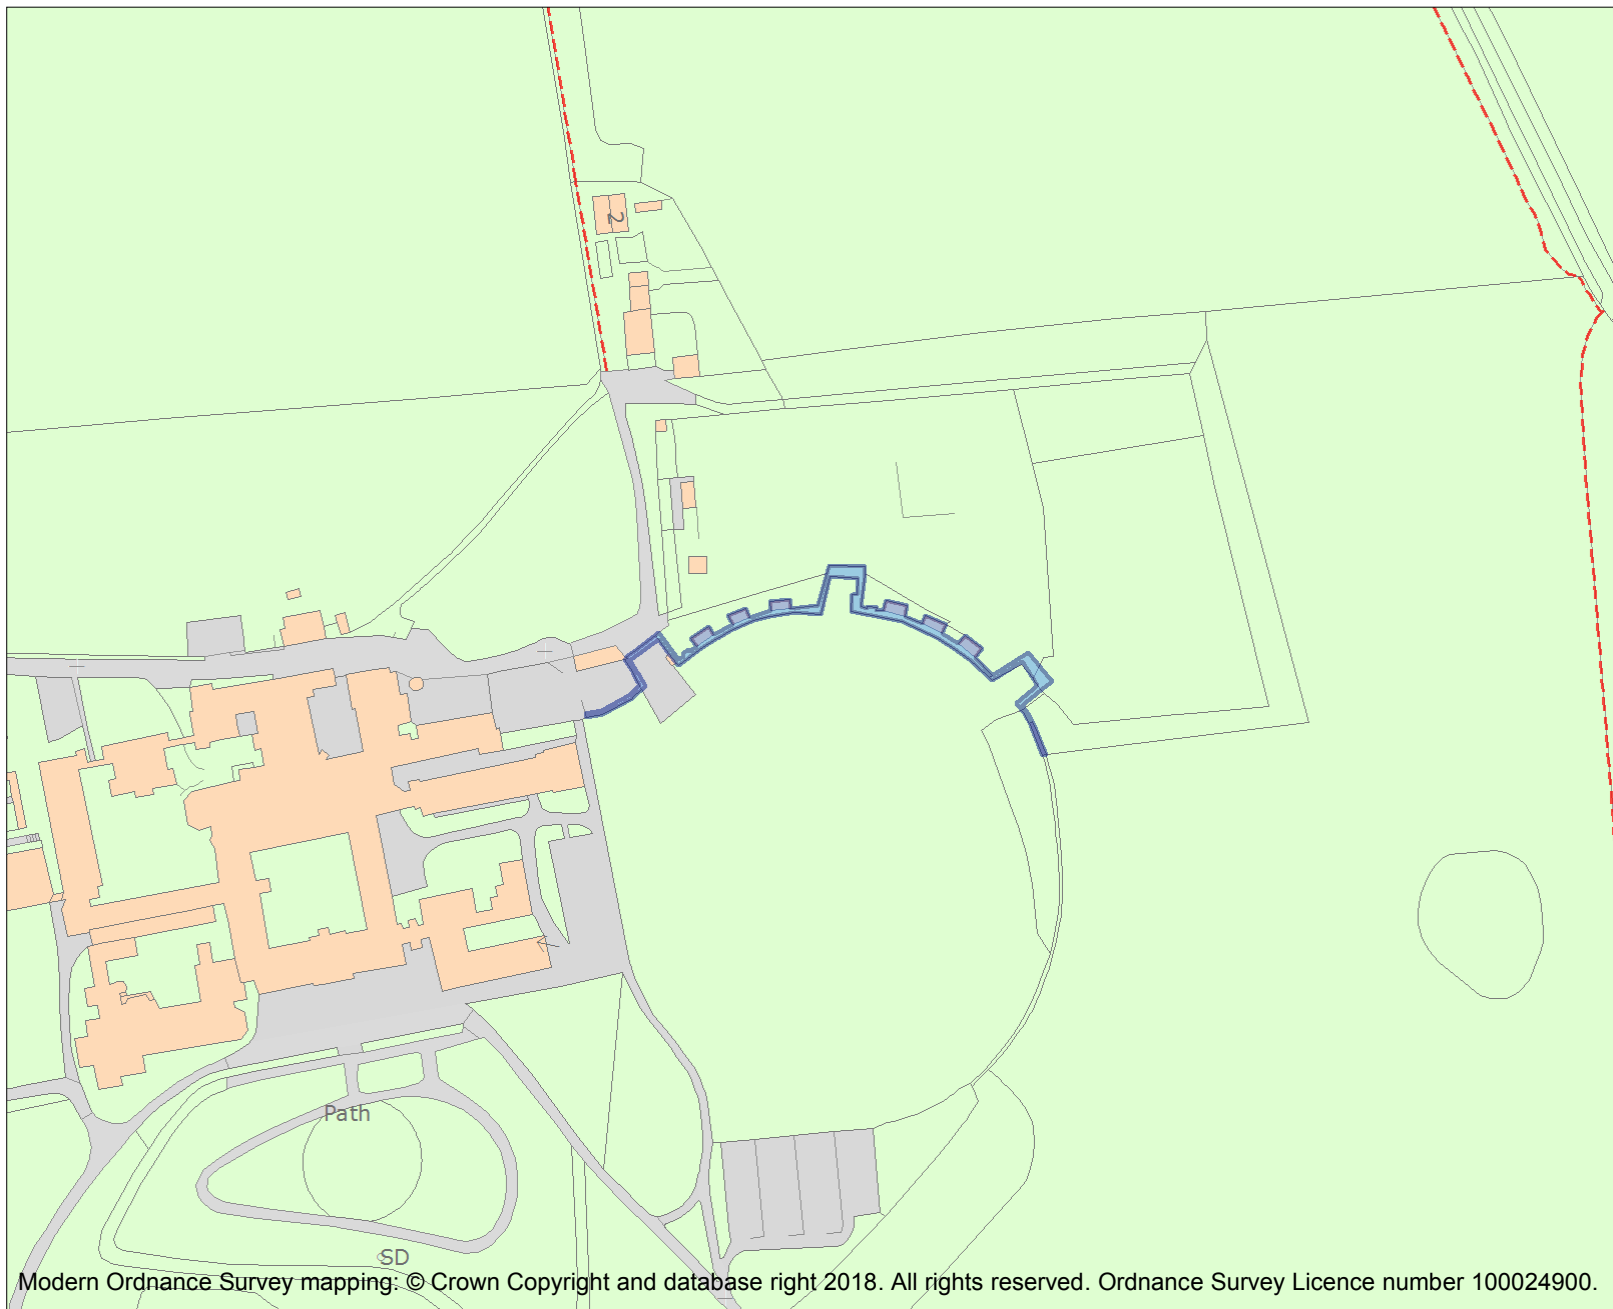 2
Path
SD
Modern Ordnance Survey mapping: © Crown Copyright and database right 2018. All rights reserved. Ordnance Survey Licence number 100024900.